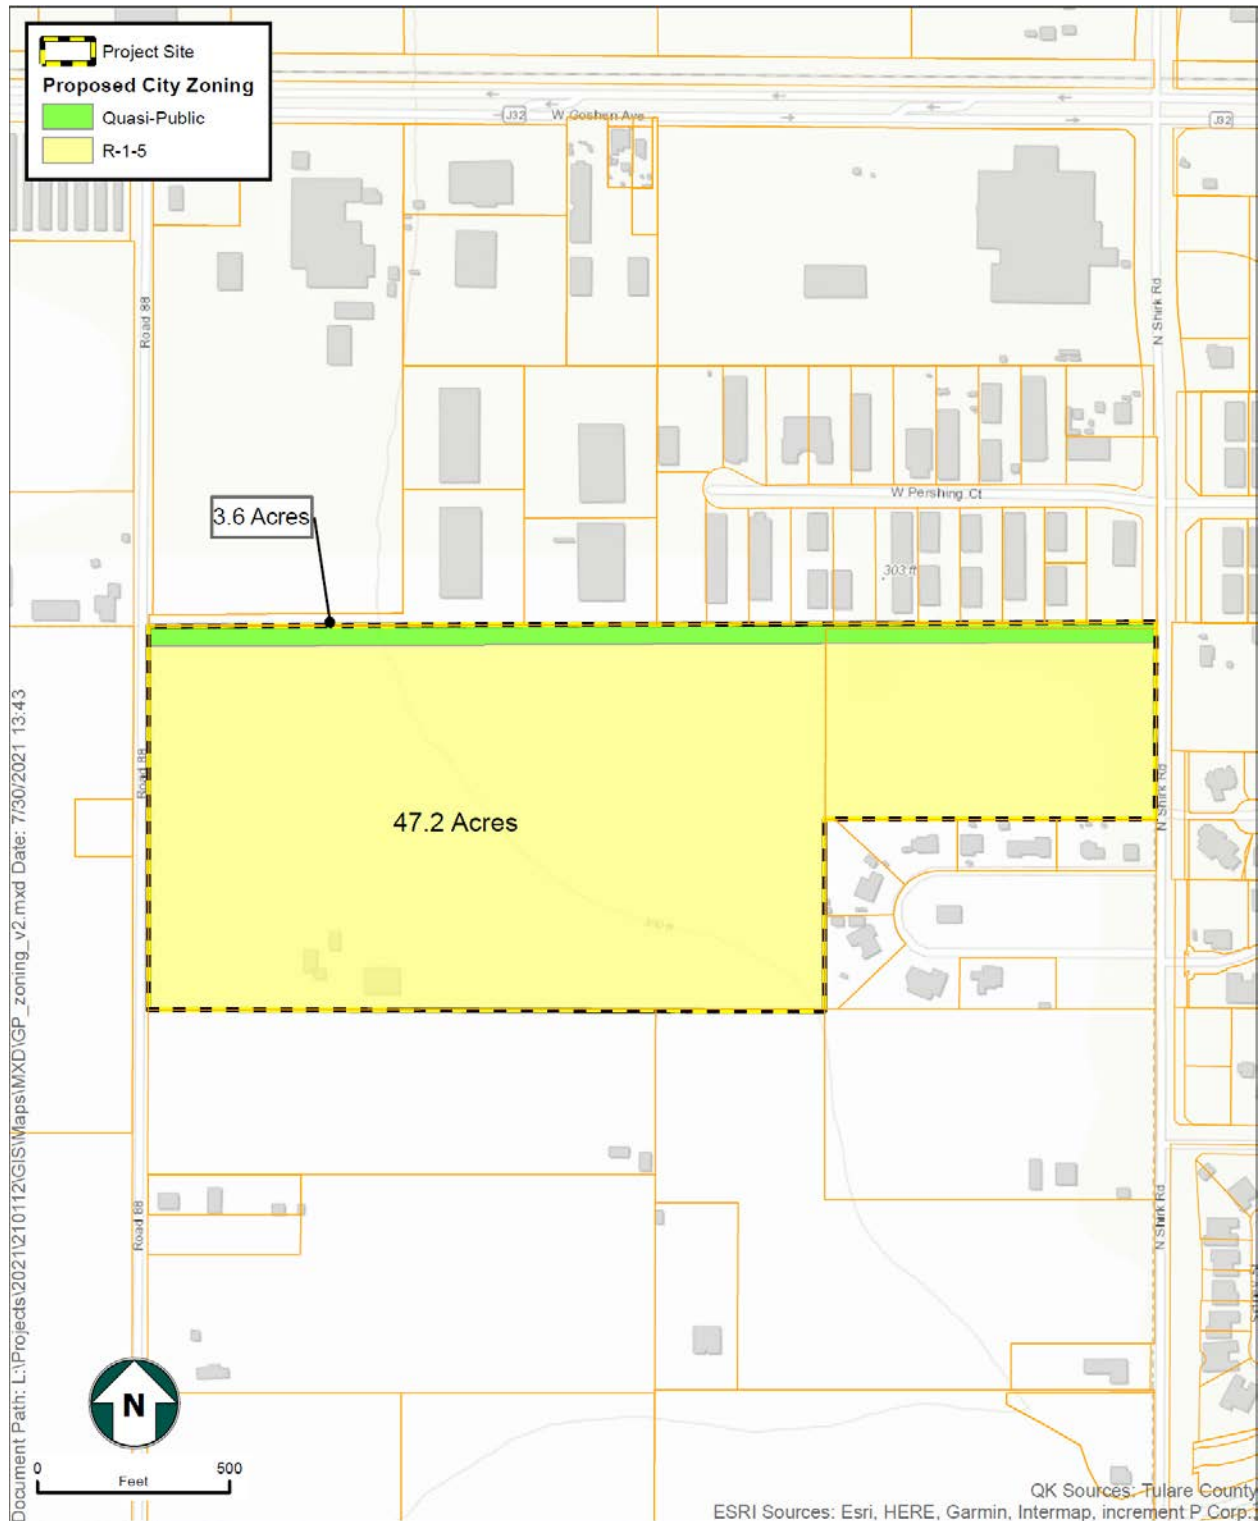 Project Site
Proposed City Zoning
Quasi-Public
R-1-5
J32
W Goshen Ave
J32
Road 88
N Shirk Rd
W Pershing Ct
3.6 Acres
303 ft
Road 88
N Shirk Rd
47.2 Acres
Road 88
N Shirk Rd
N
0
500
Feet
QK Sources: Tulare County
ESRI Sources: Esri, HERE, Garmin, Intermap, increment P Corp.
Document Path: L:\Projects\2021\210112\GIS\Maps\MXD\GP_zoning_v2.mxd Date: 7/30/2021 13:43